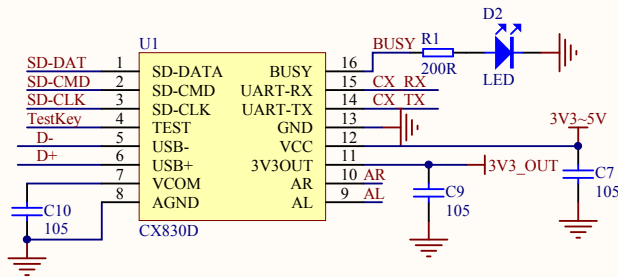 D2
U1
BUSY
R1
200R
LED
SD-DAT 1 SD-DATA BUSY 16
SD-CMD 2 SD-CMD UART-RX 15 CX_RX
SD-CLK 3 SD-CLK UART-TX 14 CX_TX
TestKey 4 TEST GND 13
3V3~5V
D- 5 USB- VCC 12
D+ 6 USB+ 3V3OUT 11 3V3_OUT
7 VCOM AR 10 AR
8 AGND AL 9 AL
C7
105
C9
105
C10
105
CX830D